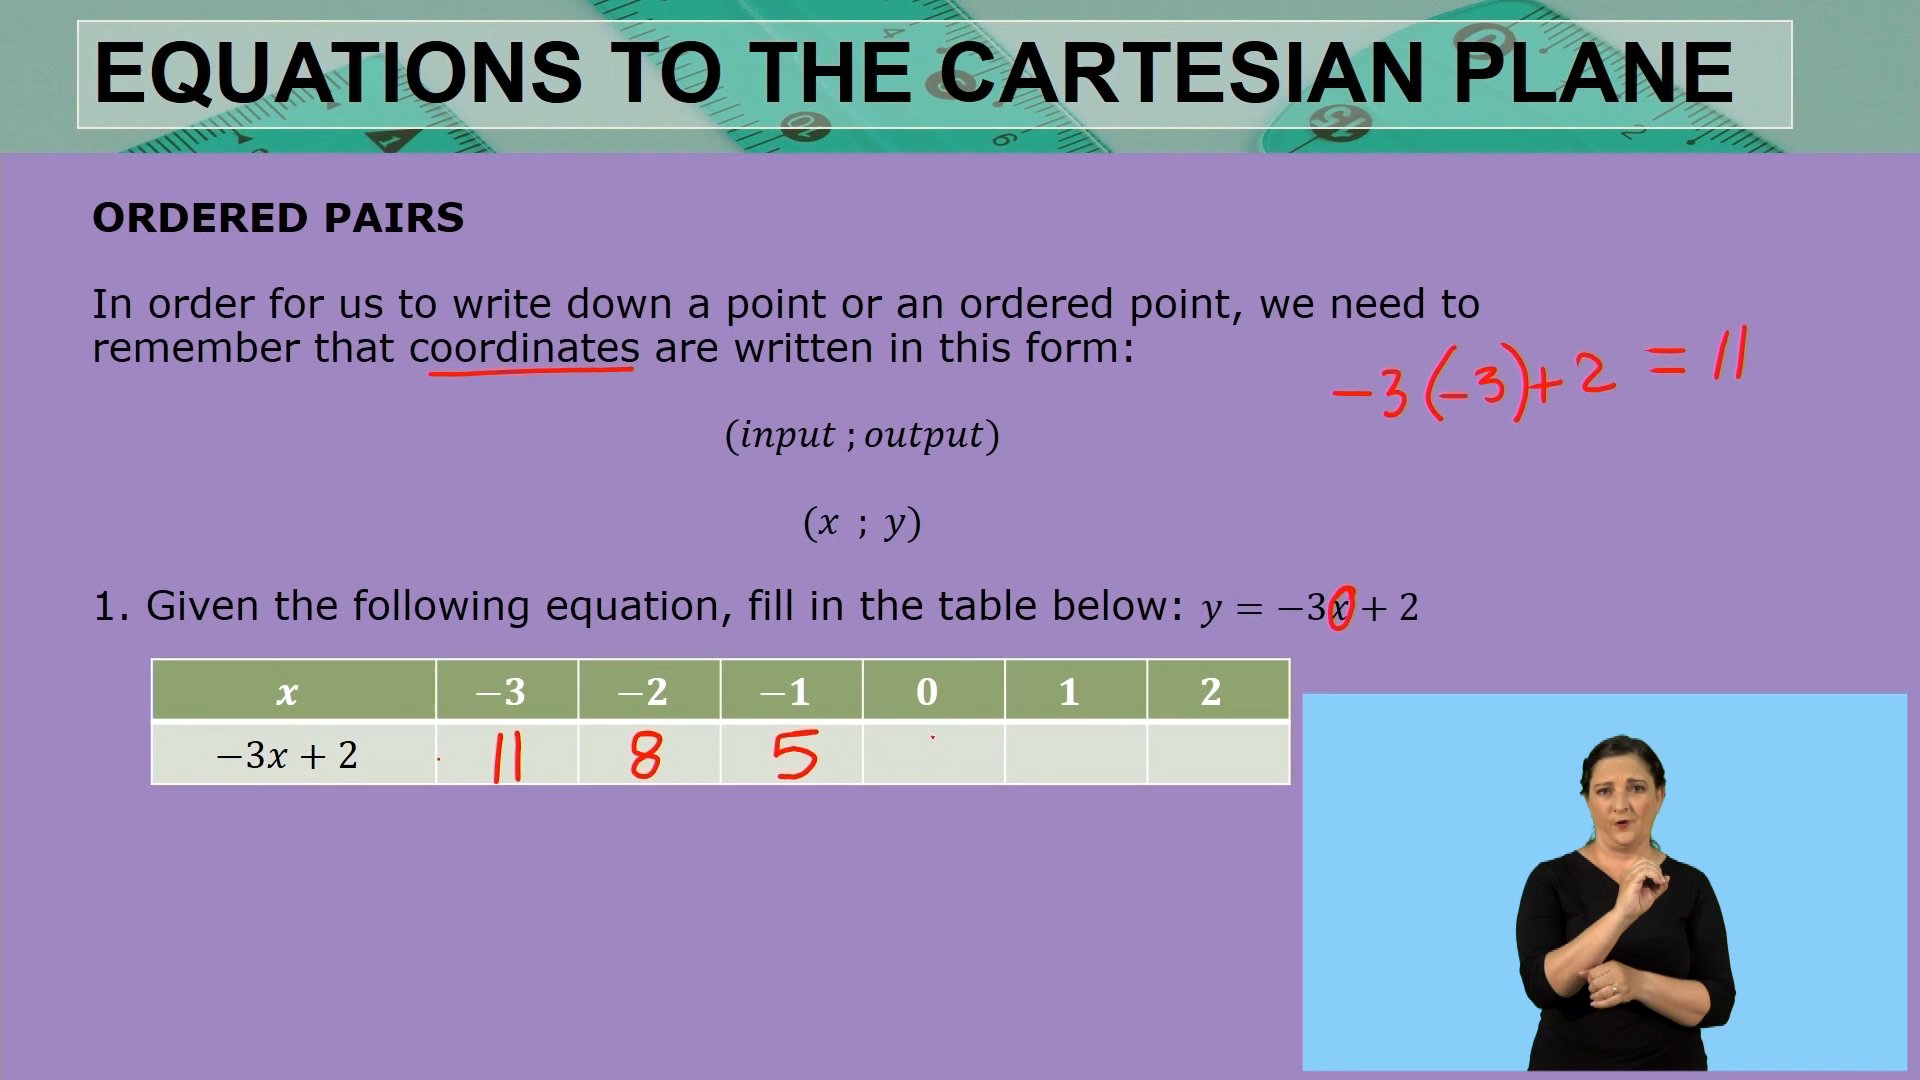 EQUATIONS TO THE CARTESIAN PLANE
ORDERED PAIRS
In order for us to write down a point or an ordered point, we need to
remember that coordinates are written in this form:
−3(−3)+2 = 11
(input ; output)
(x ; y)
1. Given the following equation, fill in the table below: y = −3x + 2
x −3 −2 −1 0 1 2
−3x + 2 11 8 5